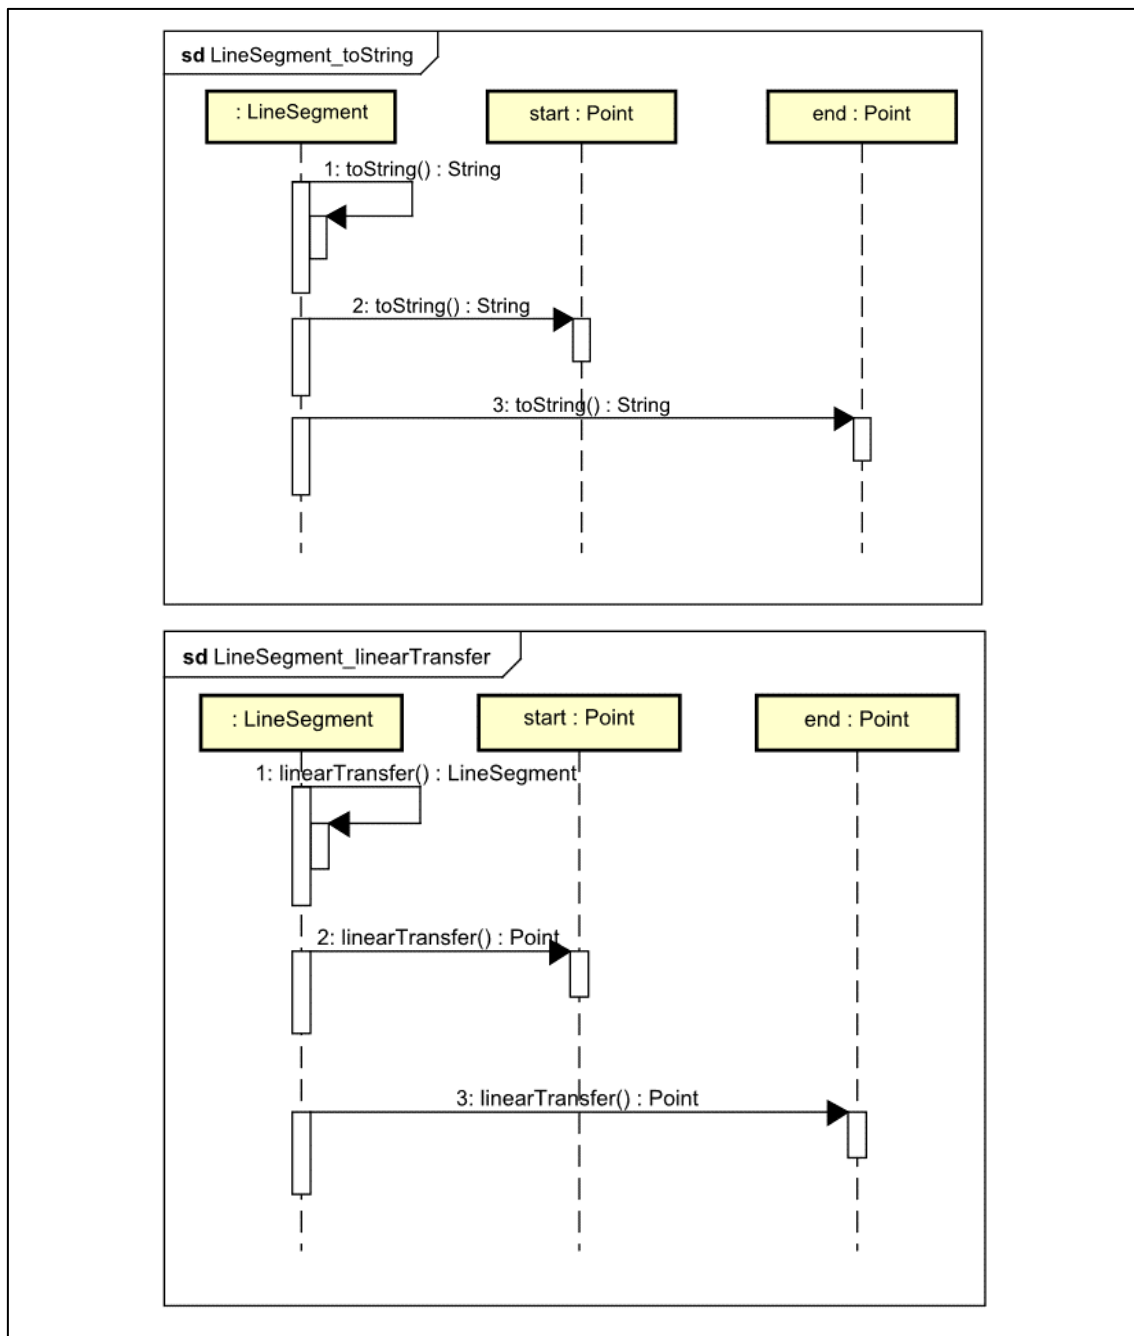 sd LineSegment_toString
: LineSegment
start : Point
end : Point
1: toString() : String
2: toString() : String
3: toString() : String
sd LineSegment_linearTransfer
: LineSegment
start : Point
end : Point
1: linearTransfer() : LineSegment
2: linearTransfer() : Point
3: linearTransfer() : Point